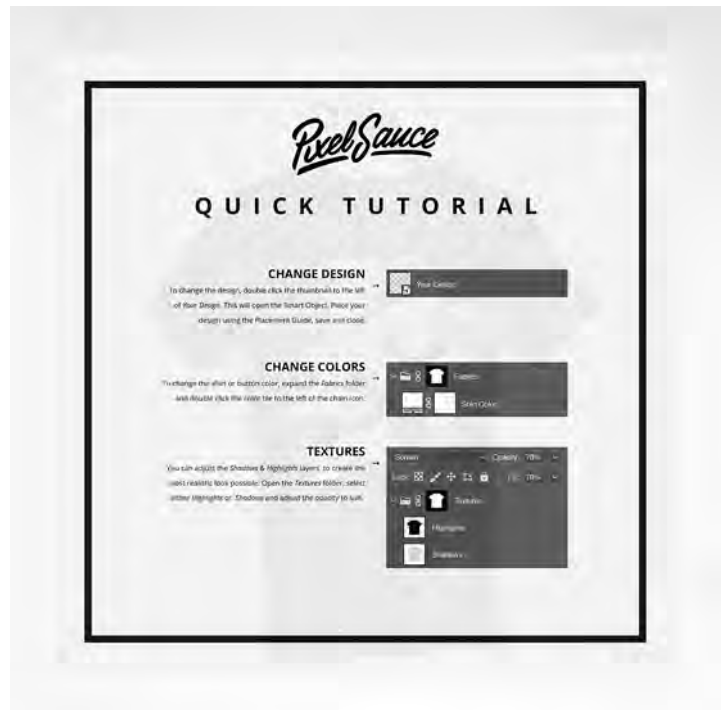 PixelSauce
QUICK TUTORIAL
CHANGE DESIGN
To change the design, double click the thumbnail to the left
of Your Design. This will open the Smart Object. Place your
design using the Placement Guide, save and close.
Your Design
CHANGE COLORS
To change the shirt or button color, expand the Fabrics folder
and double click the color tile to the left of the chain icon.
Fabrics
Shirt Color
TEXTURES
You can adjust the Shadows & Highlights layers, to create the
most realistic look possible. Open the Textures folder, select
either Highlights or Shadows and adjust the opacity to suit.
Screen Opacity: 70%
Lock: 70%
Textures
Highlights
Shadows